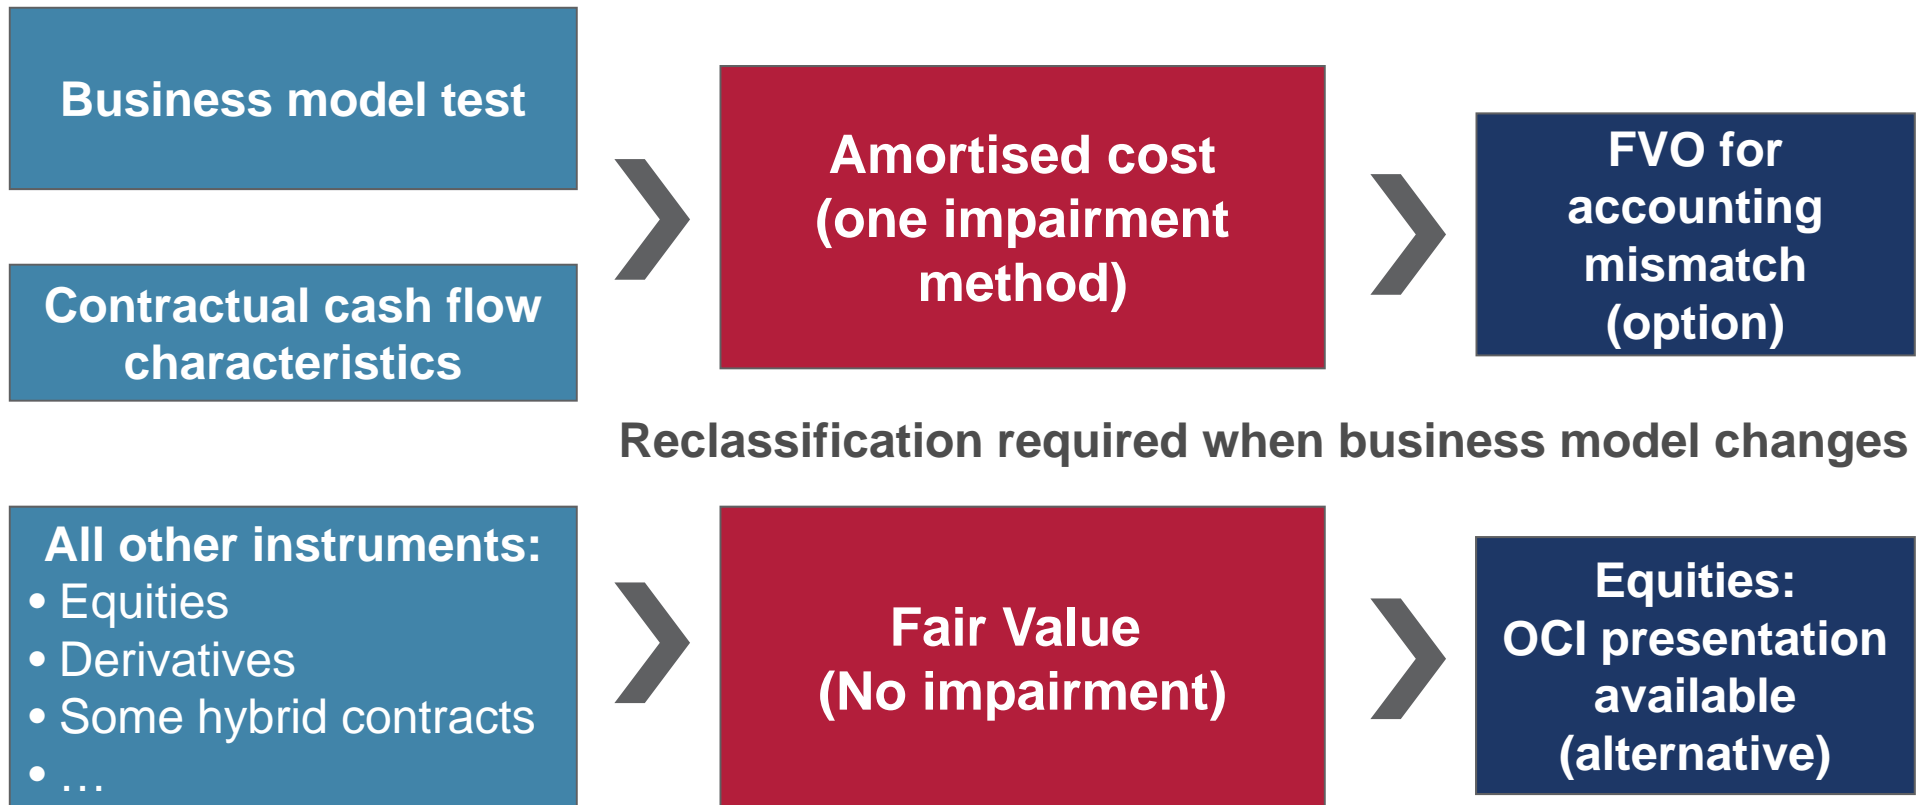 Business model test
Contractual cash flow
characteristics
Amortised cost
(one impairment
method)
FVO for
accounting
mismatch
(option)
Reclassification required when business model changes
All other instruments:
• Equities
• Derivatives
• Some hybrid contracts
• …
Fair Value
(No impairment)
Equities:
OCI presentation
available
(alternative)